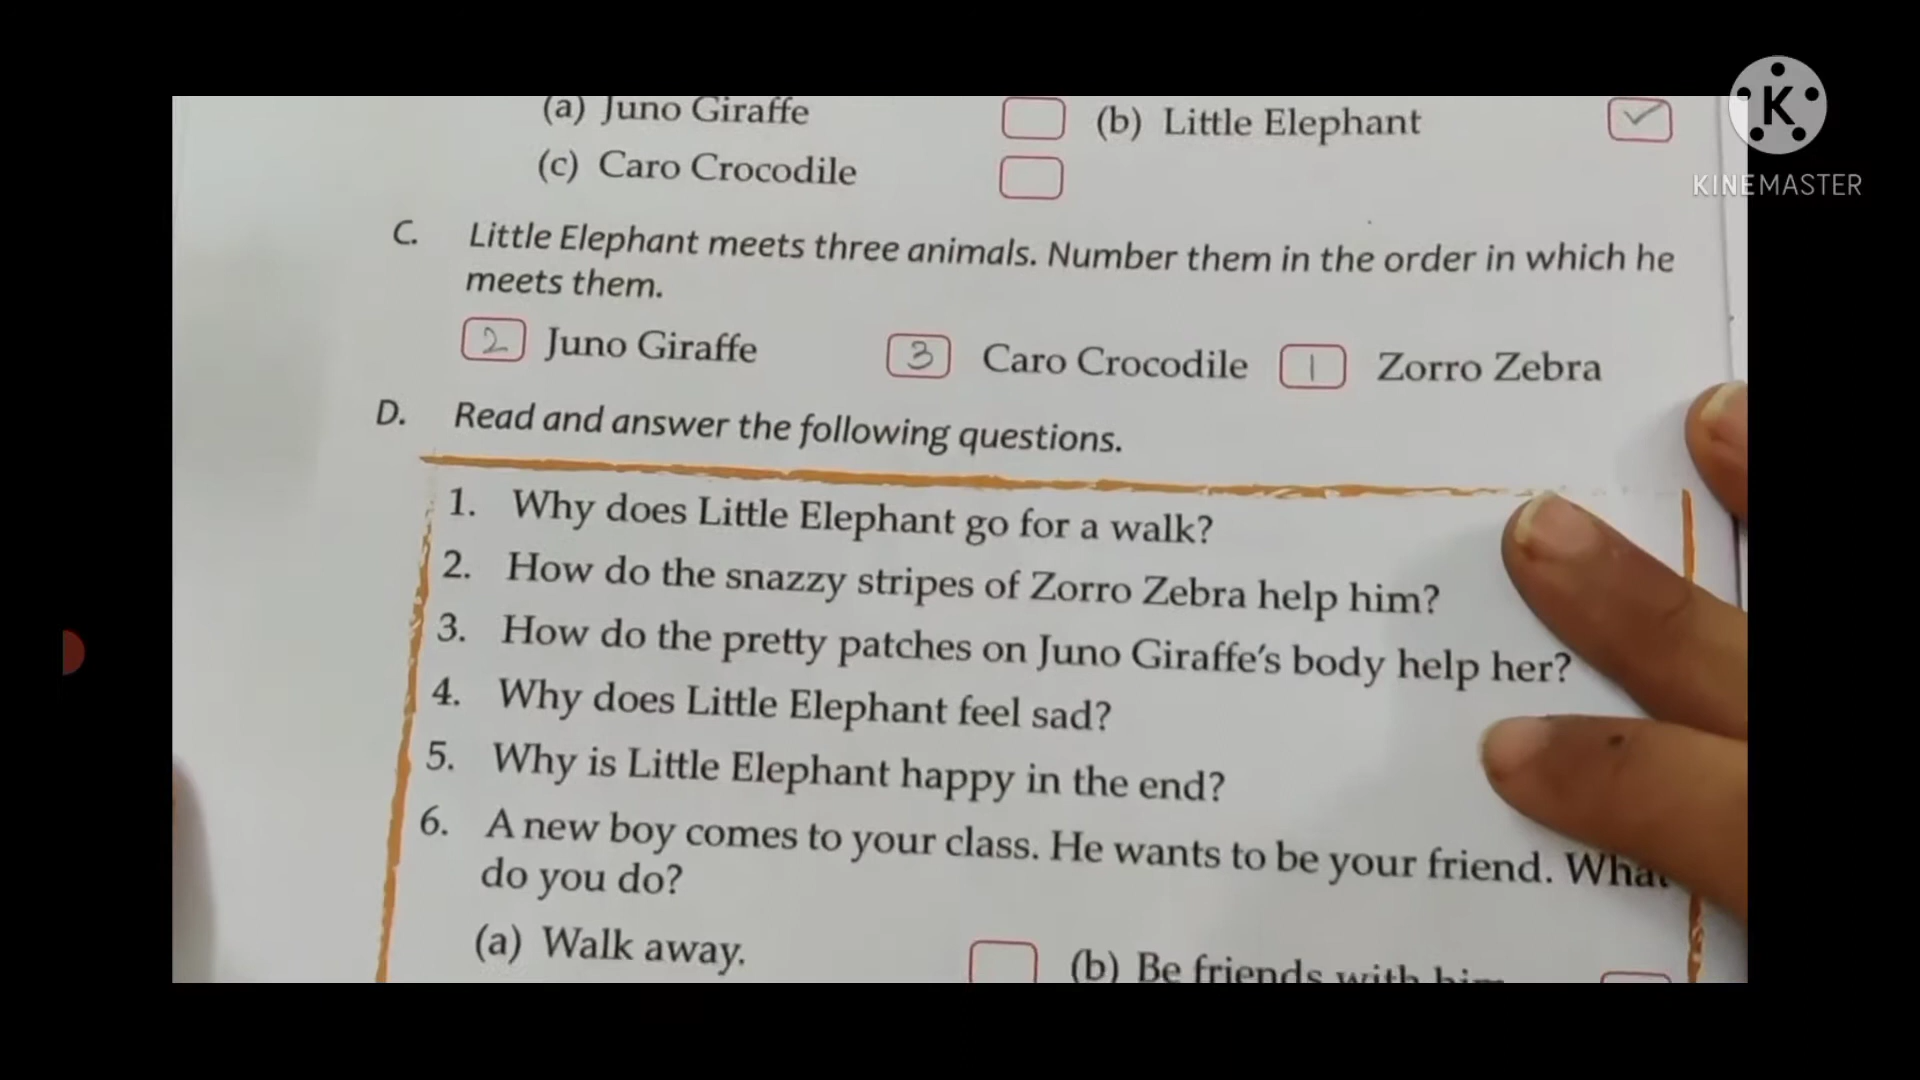 (a) Juno Giraffe (b) Little Elephant
(c) Caro Crocodile
C. Little Elephant meets three animals. Number them in the order in which he
meets them.
2 Juno Giraffe 3 Caro Crocodile 1 Zorro Zebra
D. Read and answer the following questions.
1. Why does Little Elephant go for a walk?
2. How do the snazzy stripes of Zorro Zebra help him?
3. How do the pretty patches on Juno Giraffe's body help her?
4. Why does Little Elephant feel sad?
5. Why is Little Elephant happy in the end?
6. A new boy comes to your class. He wants to be your friend. What
do you do?
(a) Walk away. (b) Be friends with him
K
KINEMASTER